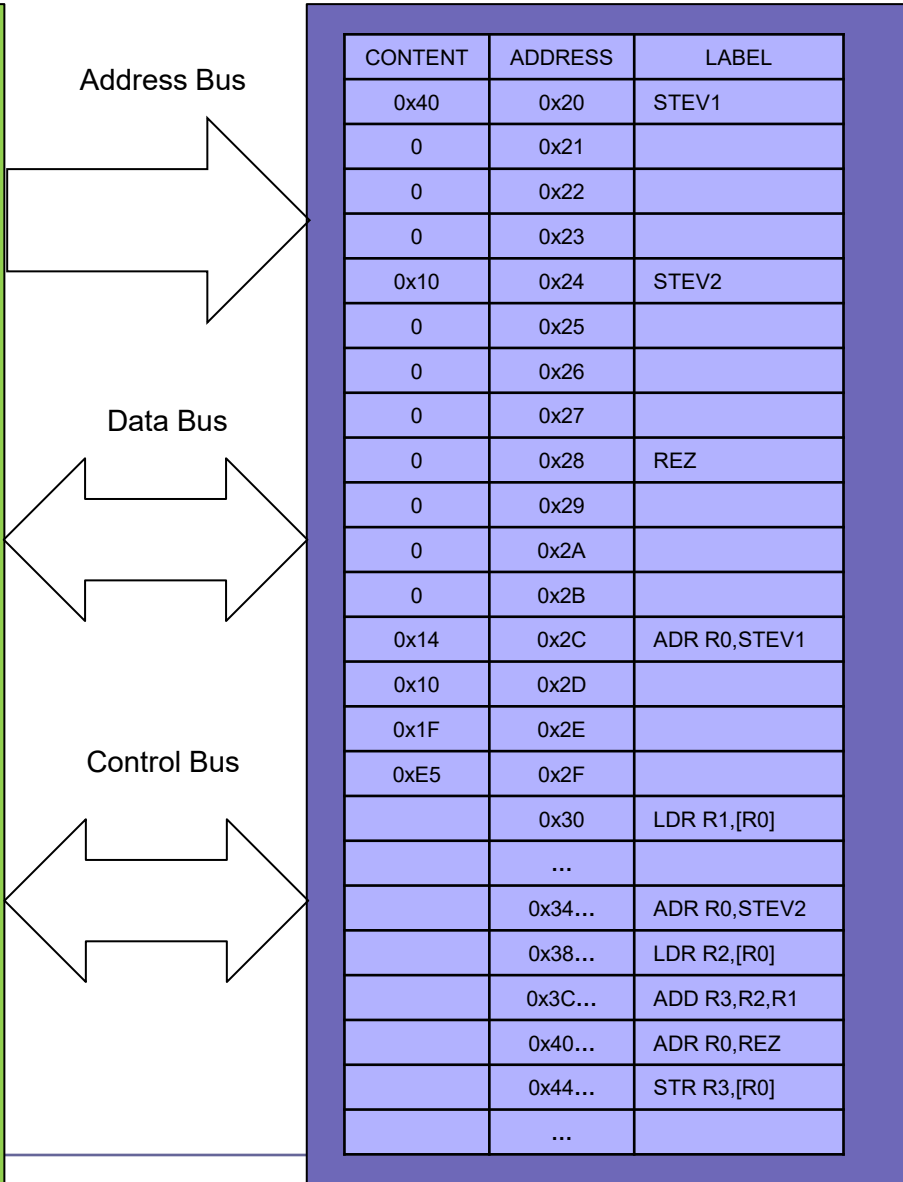 Address Bus
Data Bus
Control Bus
CONTENT ADDRESS LABEL
0x40 0x20 STEV1
0 0x21
0 0x22
0 0x23
0x10 0x24 STEV2
0 0x25
0 0x26
0 0x27
0 0x28 REZ
0 0x29
0 0x2A
0 0x2B
0x14 0x2C ADR R0,STEV1
0x10 0x2D
0x1F 0x2E
0xE5 0x2F
0x30 LDR R1,[R0]
...
0x34... ADR R0,STEV2
0x38... LDR R2,[R0]
0x3C... ADD R3,R2,R1
0x40... ADR R0,REZ
0x44... STR R3,[R0]
...